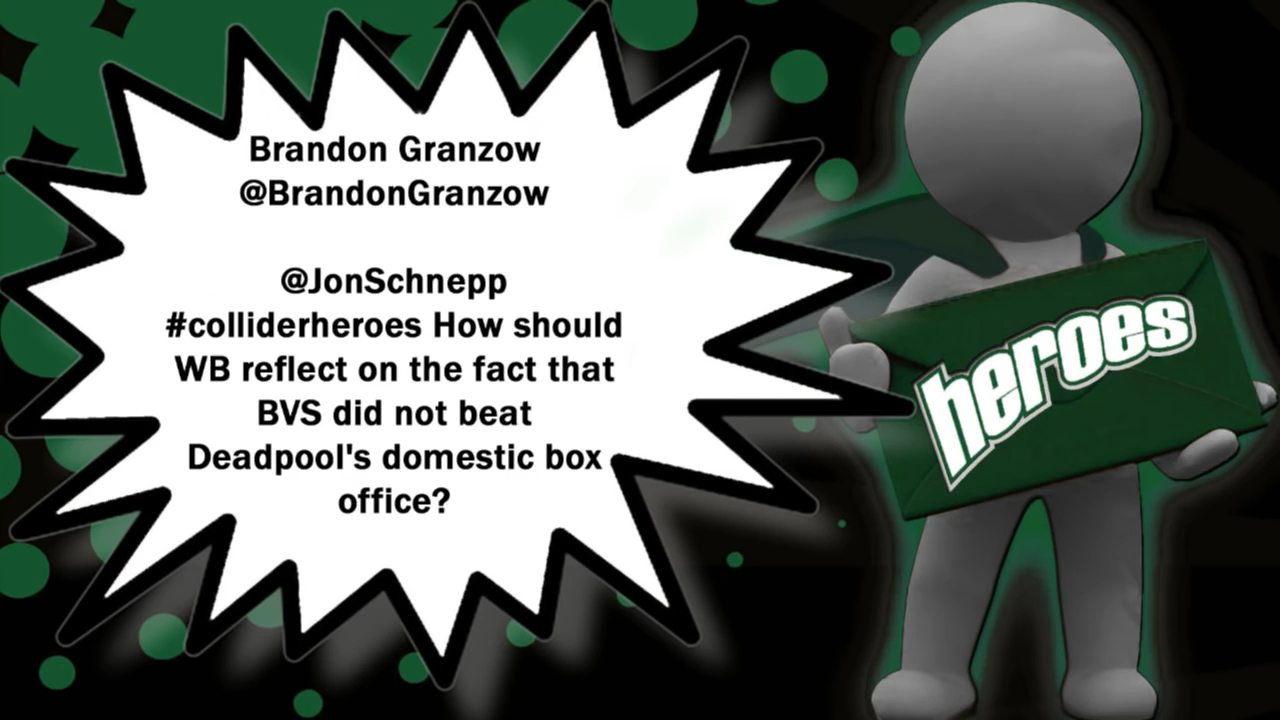 Brandon Granzow
@BrandonGranzow
@JonSchnepp
#colliderheroes How should
WB reflect on the fact that
BVS did not beat
Deadpool's domestic box
office?
heroes